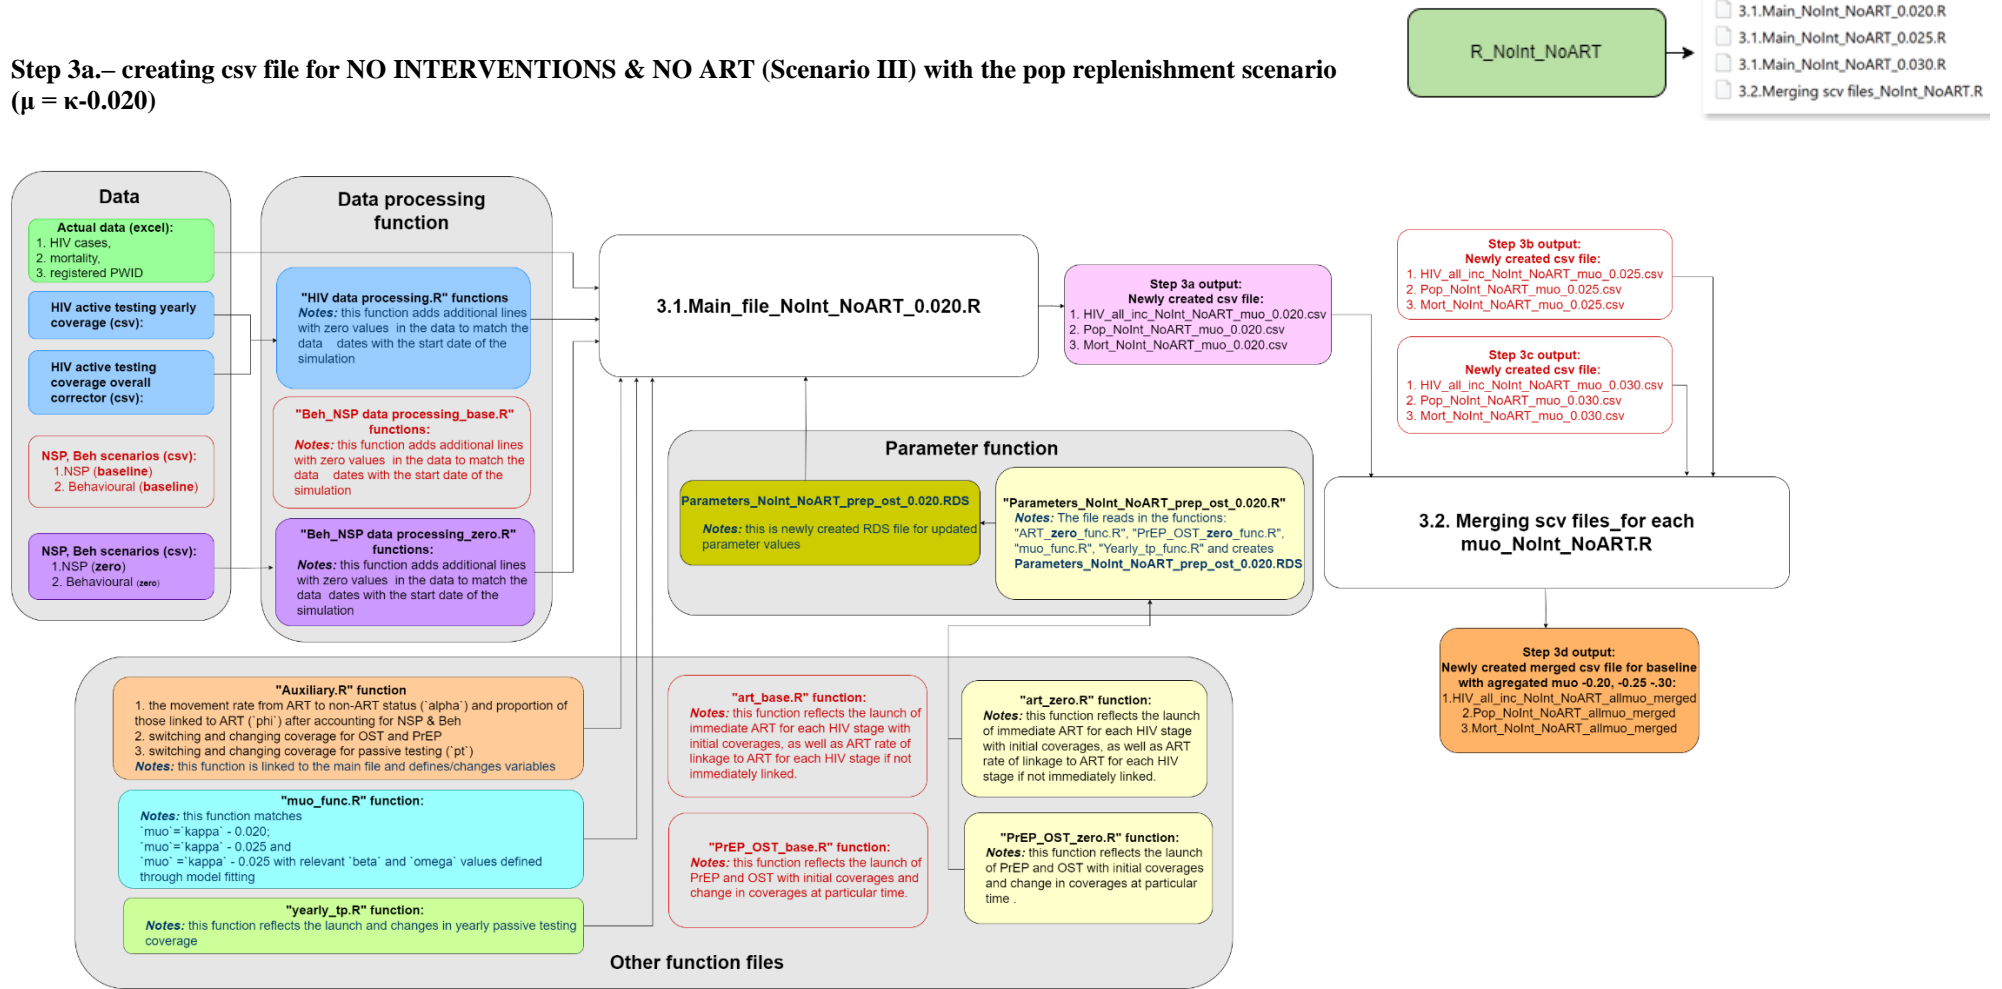 Step 3a.– creating csv file for NO INTERVENTIONS & NO ART (Scenario III) with the pop replenishment scenario
(μ = κ-0.020)
R_NoInt_NoART
3.1.Main_NoInt_NoART_0.020.R
3.1.Main_NoInt_NoART_0.025.R
3.1.Main_NoInt_NoART_0.030.R
3.2.Merging scv files_NoInt_NoART.R
Data
Actual data (excel):
1. HIV cases,
2. mortality,
3. registered PWID
HIV active testing yearly
coverage (csv):
HIV active testing
coverage overall
corrector (csv):
NSP, Beh scenarios (csv):
1.NSP (baseline)
2. Behavioural (baseline)
NSP, Beh scenarios (csv):
1.NSP (zero)
2. Behavioural (zero)
Data processing
function
"HIV data processing.R" functions
Notes: this function adds additional lines
with zero values in the data to match the
data dates with the start date of the
simulation
"Beh_NSP data processing_base.R"
functions:
Notes: this function adds additional lines
with zero values in the data to match the
data dates with the start date of the
simulation
"Beh_NSP data processing_zero.R"
functions:
Notes: this function adds additional lines
with zero values in the data to match the
data dates with the start date of the
simulation
3.1.Main_file_NoInt_NoART_0.020.R
Step 3a output:
Newly created csv file:
1. HIV_all_inc_NoInt_NoART_muo_0.020.csv
2. Pop_NoInt_NoART_muo_0.020.csv
3. Mort_NoInt_NoART_muo_0.020.csv
Step 3b output:
Newly created csv file:
1. HIV_all_inc_NoInt_NoART_muo_0.025.csv
2. Pop_NoInt_NoART_muo_0.025.csv
3. Mort_NoInt_NoART_muo_0.025.csv
Step 3c output:
Newly created csv file:
1. HIV_all_inc_NoInt_NoART_muo_0.030.csv
2. Pop_NoInt_NoART_muo_0.030.csv
3. Mort_NoInt_NoART_muo_0.030.csv
Parameter function
Parameters_NoInt_NoART_prep_ost_0.020.RDS
Notes: this is newly created RDS file for updated
parameter values
"Parameters_NoInt_NoART_prep_ost_0.020.R"
Notes: The file reads in the functions:
"ART_zero_func.R", "PrEP_OST_zero_func.R",
"muo_func.R", "Yearly_tp_func.R" and creates
Parameters_NoInt_NoART_prep_ost_0.020.RDS
3.2. Merging scv files_for each
muo_NoInt_NoART.R
Step 3d output:
Newly created merged csv file for baseline
with agregated muo -0.20, -0.25 -.30:
1.HIV_all_inc_NoInt_NoART_allmuo_merged
2.Pop_NoInt_NoART_allmuo_merged
3.Mort_NoInt_NoART_allmuo_merged
"Auxiliary.R" function
1. the movement rate from ART to non-ART status (`alpha`) and proportion of
those linked to ART (`phi`) after accounting for NSP & Beh
2. switching and changing coverage for OST and PrEP
3. switching and changing coverage for passive testing (`pt`)
Notes: this function is linked to the main file and defines/changes variables
"muo_func.R" function:
Notes: this function matches
`muo`=`kappa` - 0.020;
`muo`=`kappa` - 0.025 and
`muo` =`kappa` - 0.025 with relevant `beta` and `omega` values defined
through model fitting
"yearly_tp.R" function:
Notes: this function reflects the launch and changes in yearly passive testing
coverage
"art_base.R" function:
Notes: this function reflects the launch of
immediate ART for each HIV stage with
initial coverages, as well as ART rate of
linkage to ART for each HIV stage if not
immediately linked.
"PrEP_OST_base.R" function:
Notes: this function reflects the launch of
PrEP and OST with initial coverages and
change in coverages at particular time.
"art_zero.R" function:
Notes: this function reflects the launch
of immediate ART for each HIV stage
with initial coverages, as well as ART
rate of linkage to ART for each HIV
stage if not immediately linked.
"PrEP_OST_zero.R" function:
Notes: this function reflects the launch
of PrEP and OST with initial coverages
and change in coverages at particular
time .
Other function files